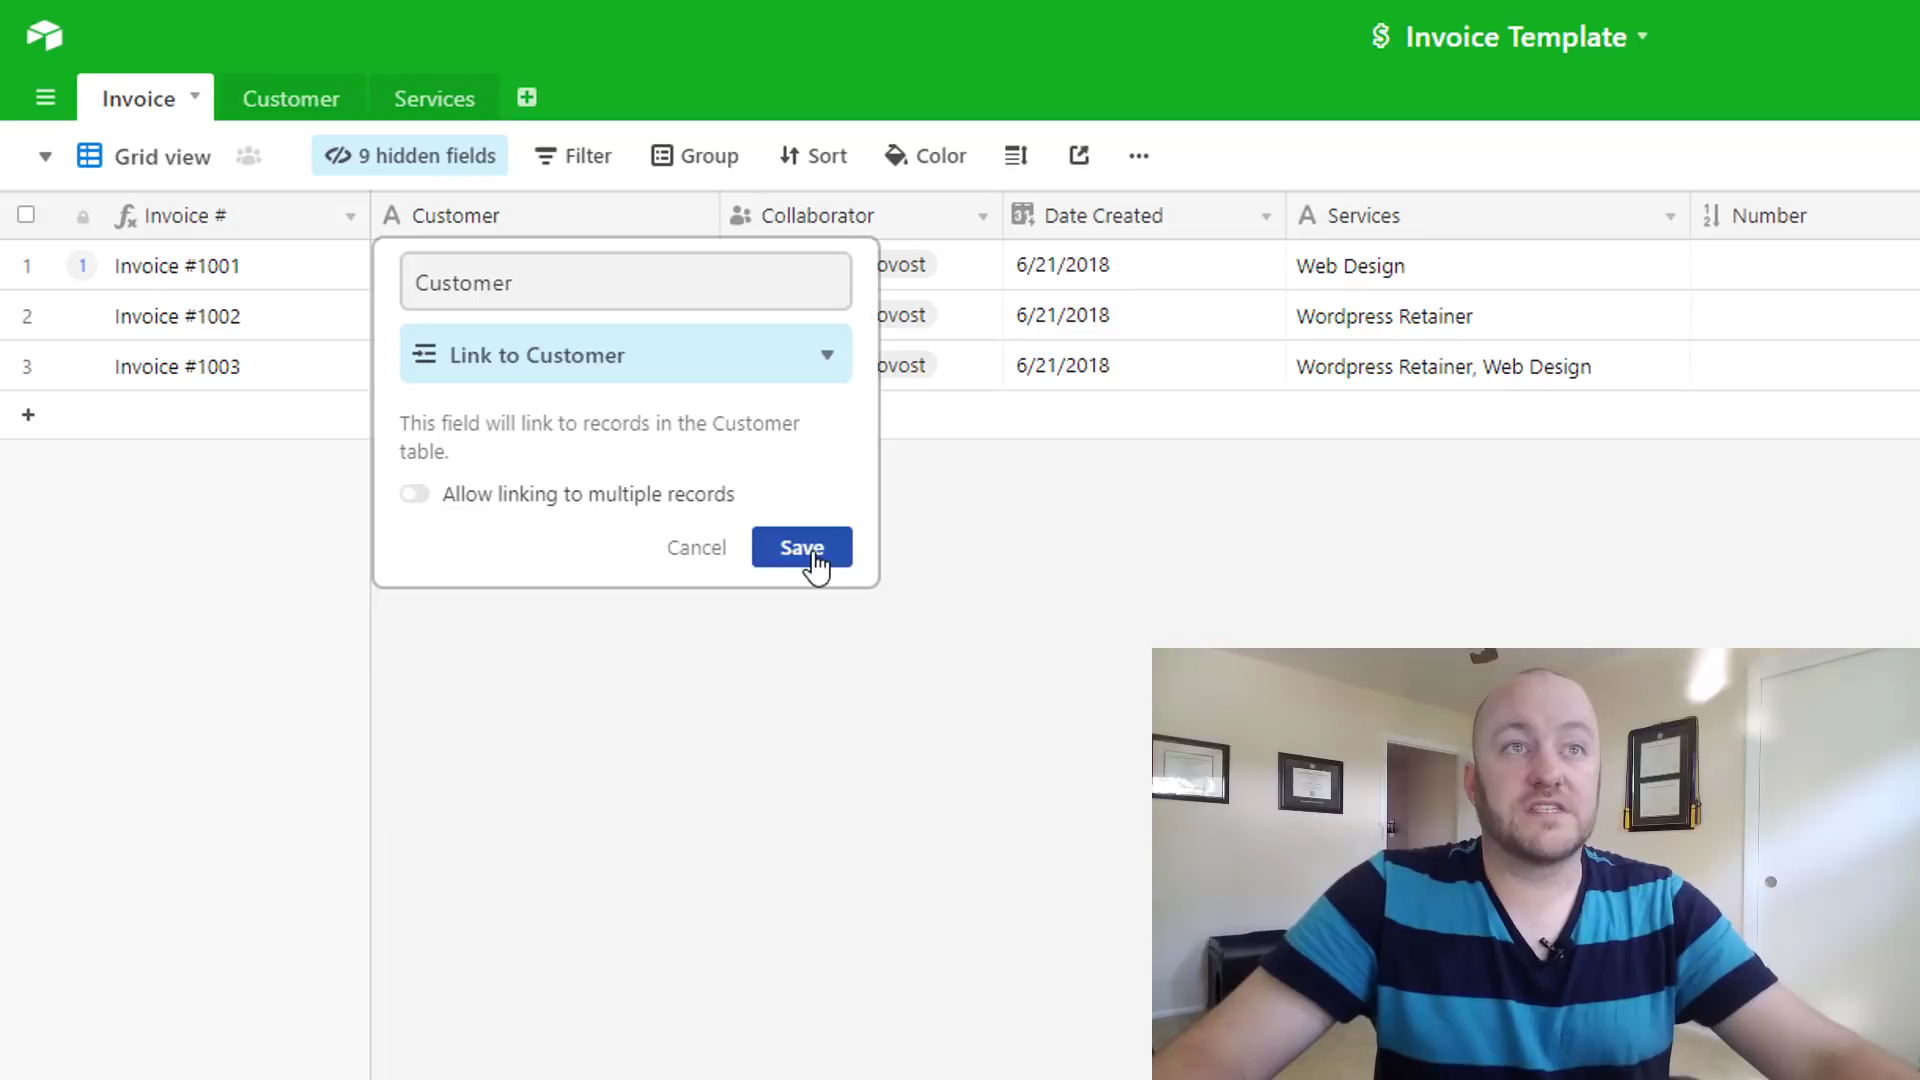 Invoice Template
Invoice
Customer
Services
Grid view
9 hidden fields
Filter
Group
Sort
Color
Invoice #
Customer
Collaborator
Date Created
Services
Number
1 1 Invoice #1001 ovost 6/21/2018 Web Design
2 Invoice #1002 ovost 6/21/2018 Wordpress Retainer
3 Invoice #1003 ovost 6/21/2018 Wordpress Retainer, Web Design
Customer
Link to Customer
This field will link to records in the Customer
table.
Allow linking to multiple records
Cancel
Save